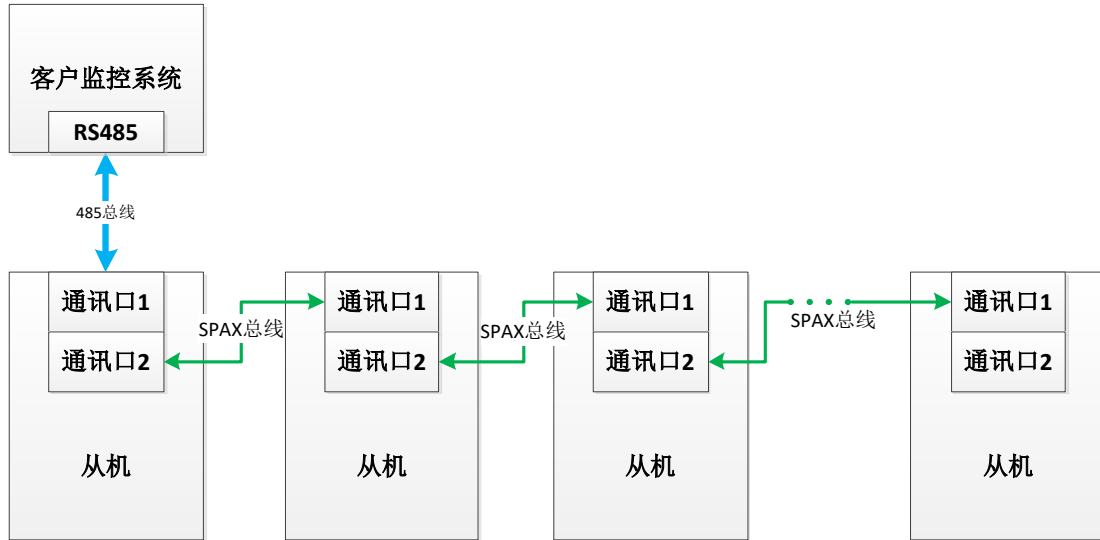 客户监控系统
RS485
485总线
通讯口1
通讯口1
通讯口1
通讯口1
SPAX总线
SPAX总线
SPAX总线
通讯口2
通讯口2
通讯口2
通讯口2
从机
从机
从机
从机